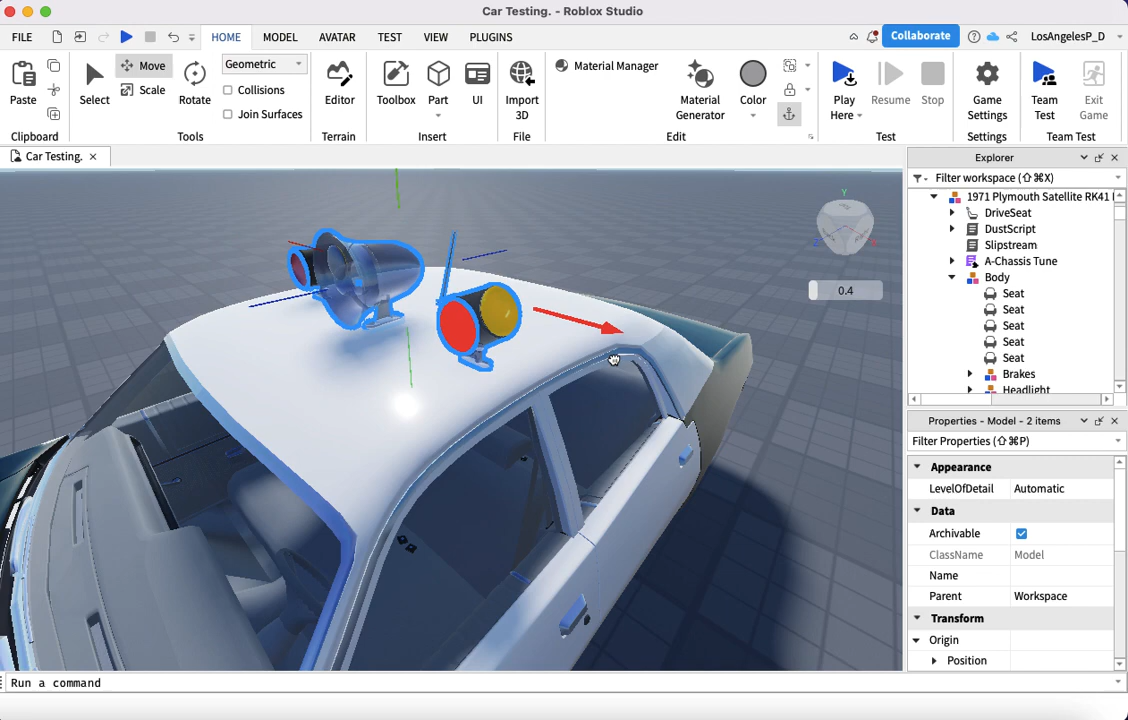 Car Testing. - Roblox Studio
FILE
HOME
MODEL
AVATAR
TEST
VIEW
PLUGINS
Collaborate
LosAngelesP_D
Paste
Clipboard
Select
Move
Scale
Rotate
Geometric
Collisions
Join Surfaces
Tools
Editor
Terrain
Toolbox
Part
UI
Insert
Import
3D
File
Material Manager
Material
Generator
Color
Edit
Play
Here
Resume
Stop
Test
Game
Settings
Settings
Team
Test
Exit
Game
Team Test
Car Testing.
Y
0.4
Explorer
Filter workspace (⇧⌘X)
1971 Plymouth Satellite RK41
DriveSeat
DustScript
Slipstream
A-Chassis Tune
Body
Seat
Seat
Seat
Seat
Seat
Brakes
Headlight
Properties - Model - 2 items
Filter Properties (⇧⌘P)
Appearance
LevelOfDetail Automatic
Data
Archivable
ClassName Model
Name
Parent Workspace
Transform
Origin
Position
Run a command